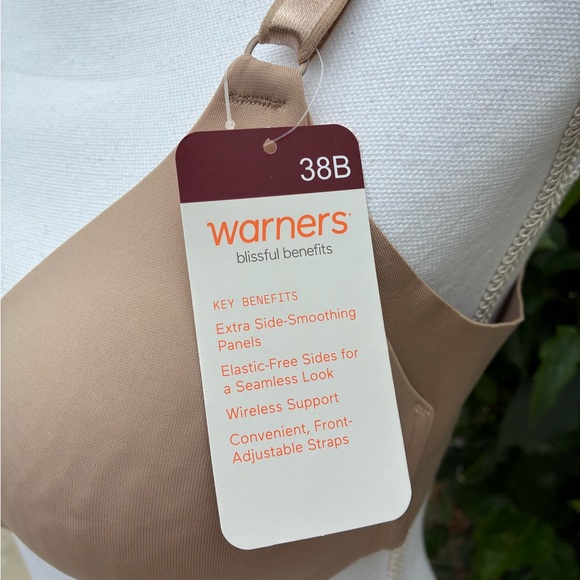 38B
warners
blissful benefits
KEY BENEFITS
Extra Side-Smoothing
Panels
Elastic-Free Sides for
a Seamless Look
Wireless Support
Convenient, Front-
Adjustable Straps